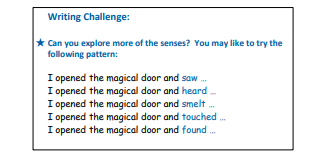 Writing Challenge:
★ Can you explore more of the senses? You may like to try the
following pattern:
I opened the magical door and saw …
I opened the magical door and heard …
I opened the magical door and smelt …
I opened the magical door and touched …
I opened the magical door and found …